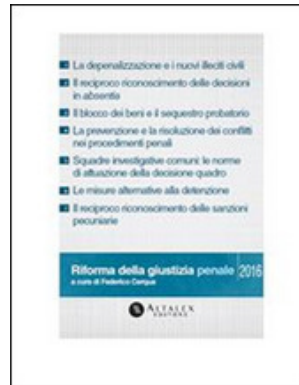 La depenalizzazione e i nuovi illeciti civili
Il reciproco riconoscimento delle decisioni
in absentia
Il blocco dei beni e il sequestro probatorio
La prevenzione e la risoluzione dei conflitti
nei procedimenti penali
Squadre investigative comuni: le norme
di attuazione della decisione quadro
Le misure alternative alla detenzione
Il reciproco riconoscimento delle sanzioni
pecuniarie
Riforma della giustizia penale 2016
a cura di Federico Cerqua
ALTALEX
EDITORE